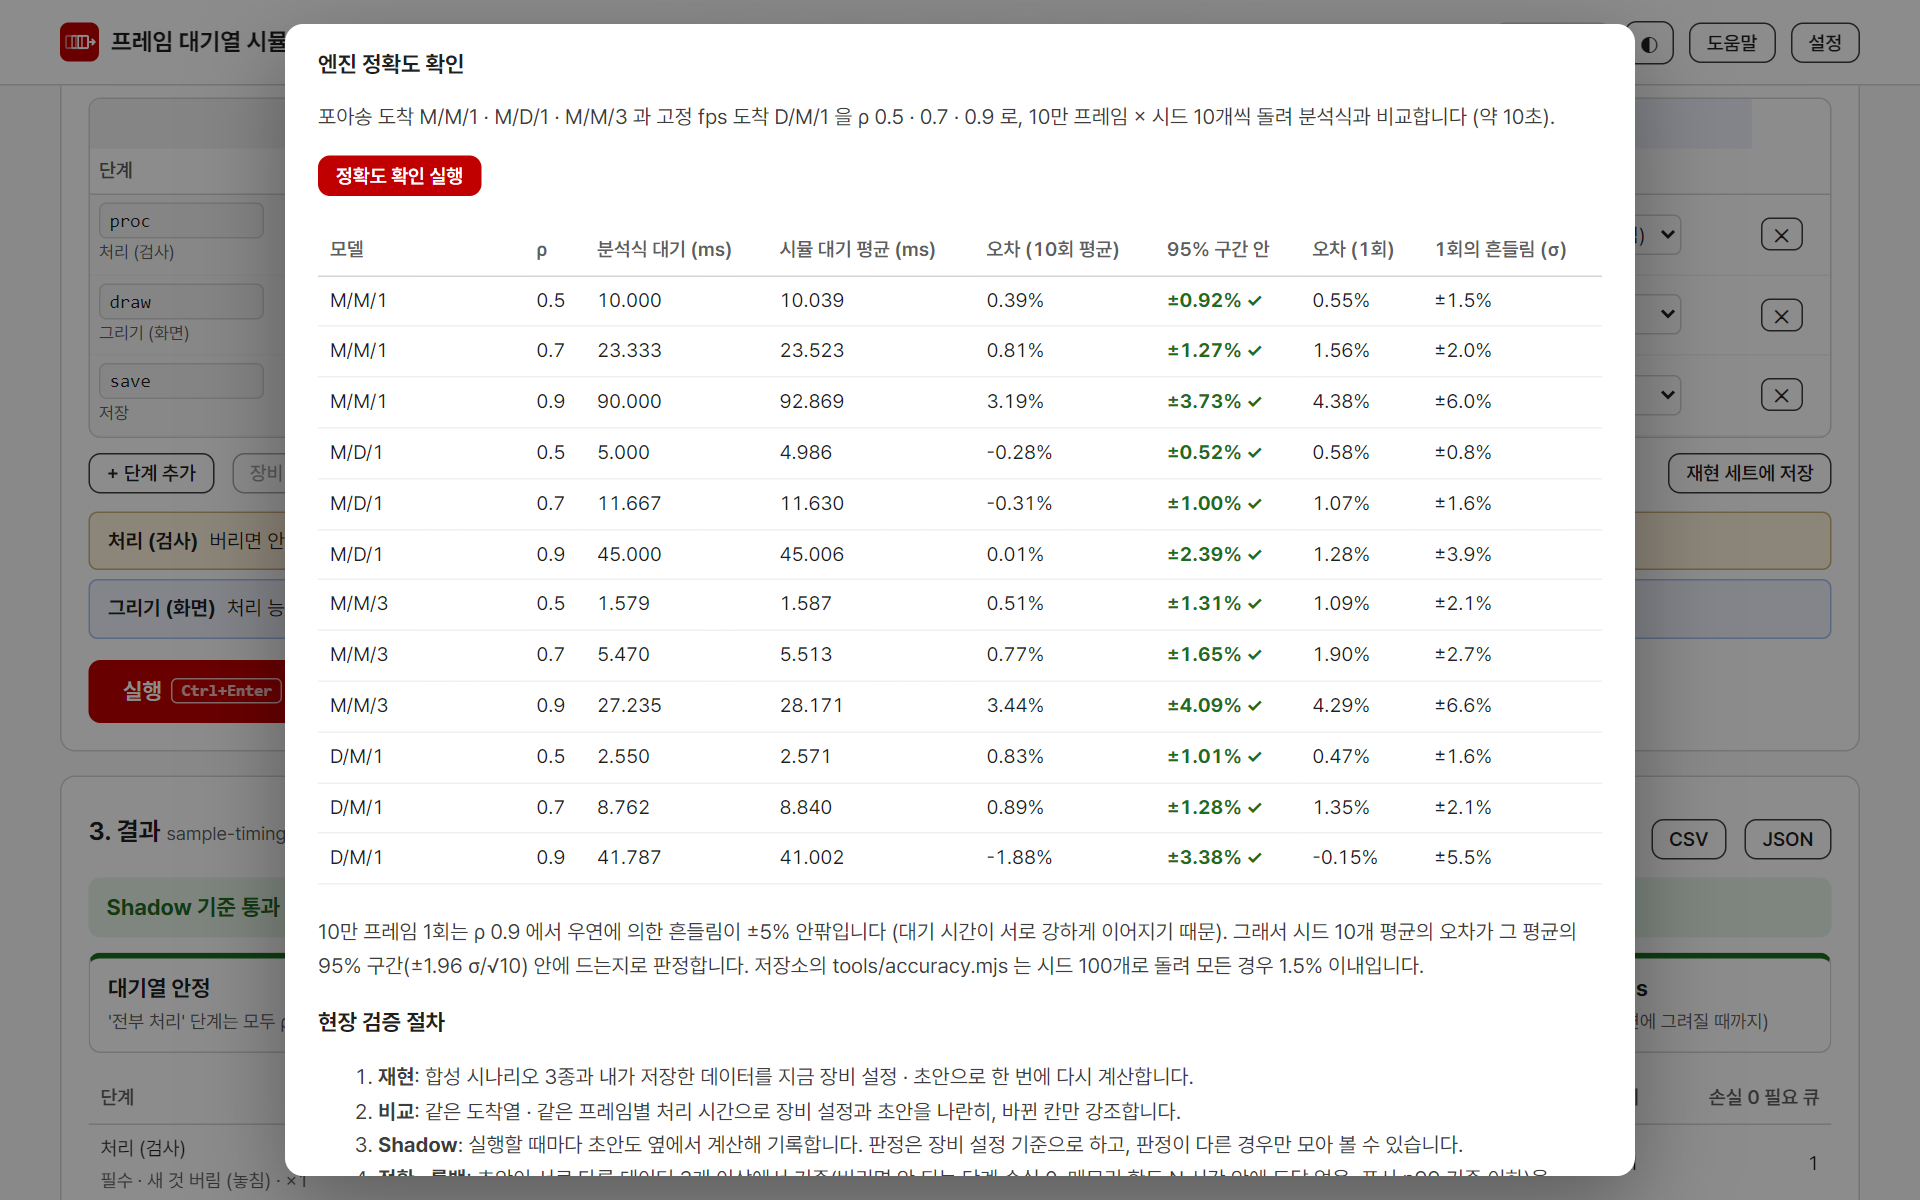 프레임 대기열 시뮬
도움말
설정
엔진 정확도 확인
포아송 도착 M/M/1 · M/D/1 · M/M/3 과 고정 fps 도착 D/M/1 을 ρ 0.5 · 0.7 · 0.9 로, 10만 프레임 × 시드 10개씩 돌려 분석식과 비교합니다 (약 10초).
정확도 확인 실행
모델 ρ 분석식 대기 (ms) 시뮬 대기 평균 (ms) 오차 (10회 평균) 95% 구간 안 오차 (1회) 1회의 흔들림 (σ)
M/M/1 0.5 10.000 10.039 0.39% ±0.92% ✓ 0.55% ±1.5%
M/M/1 0.7 23.333 23.523 0.81% ±1.27% ✓ 1.56% ±2.0%
M/M/1 0.9 90.000 92.869 3.19% ±3.73% ✓ 4.38% ±6.0%
M/D/1 0.5 5.000 4.986 -0.28% ±0.52% ✓ 0.58% ±0.8%
M/D/1 0.7 11.667 11.630 -0.31% ±1.00% ✓ 1.07% ±1.6%
M/D/1 0.9 45.000 45.006 0.01% ±2.39% ✓ 1.28% ±3.9%
M/M/3 0.5 1.579 1.587 0.51% ±1.31% ✓ 1.09% ±2.1%
M/M/3 0.7 5.470 5.513 0.77% ±1.65% ✓ 1.90% ±2.7%
M/M/3 0.9 27.235 28.171 3.44% ±4.09% ✓ 4.29% ±6.6%
D/M/1 0.5 2.550 2.571 0.83% ±1.01% ✓ 0.47% ±1.6%
D/M/1 0.7 8.762 8.840 0.89% ±1.28% ✓ 1.35% ±2.1%
D/M/1 0.9 41.787 41.002 -1.88% ±3.38% ✓ -0.15% ±5.5%
10만 프레임 1회는 ρ 0.9 에서 우연에 의한 흔들림이 ±5% 안팎입니다 (대기 시간이 서로 강하게 이어지기 때문). 그래서 시드 10개 평균의 오차가 그 평균의
95% 구간(±1.96 σ/√10) 안에 드는지로 판정합니다. 저장소의 tools/accuracy.mjs 는 시드 100개로 돌려 모든 경우 1.5% 이내입니다.
현장 검증 절차
1. 재현: 합성 시나리오 3종과 내가 저장한 데이터를 지금 장비 설정 · 초안으로 한 번에 다시 계산합니다.
2. 비교: 같은 도착열 · 같은 프레임별 처리 시간으로 장비 설정과 초안을 나란히, 바뀐 칸만 강조합니다.
3. Shadow: 실행할 때마다 초안도 옆에서 계산해 기록합니다. 판정은 장비 설정 기준으로 하고, 판정이 다른 경우만 모아 볼 수 있습니다.
단계
proc
처리 (검사)
draw
그리기 (화면)
save
저장
+ 단계 추가
장비
재현 세트에 저장
처리 (검사) 버리면 안
그리기 (화면) 처리 능
실행 Ctrl+Enter
3. 결과 sample-timing
CSV
JSON
Shadow 기준 통과
대기열 안정
s
'전부 처리' 단계는 모두
에 그려질 때까지)
단계
손실 0 필요 큐
처리 (검사)
필수 · 새 것 버림 (놓침) · ×1
1